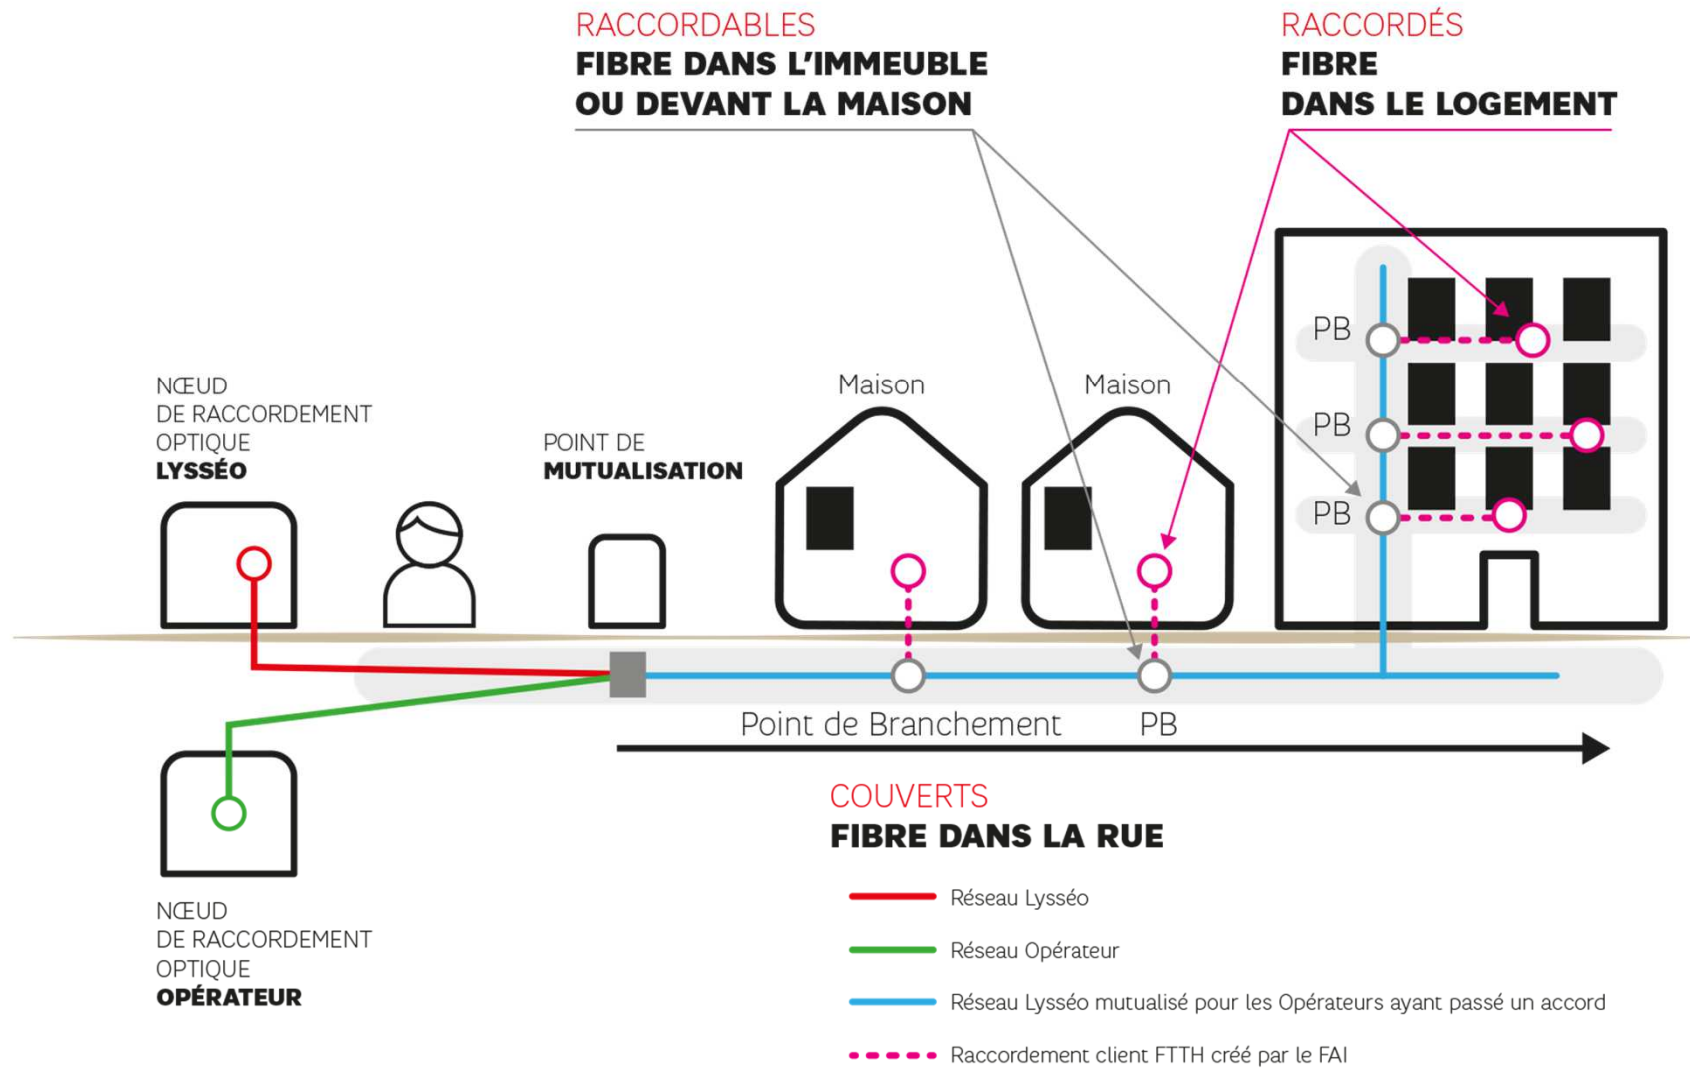 RACCORDABLES
FIBRE DANS L'IMMEUBLE
OU DEVANT LA MAISON
RACCORDÉS
FIBRE
DANS LE LOGEMENT
NŒUD
DE RACCORDEMENT
OPTIQUE
LYSSÉO
POINT DE
MUTUALISATION
Maison
Maison
PB
PB
PB
Point de Branchement
PB
COUVERTS
FIBRE DANS LA RUE
NŒUD
DE RACCORDEMENT
OPTIQUE
OPÉRATEUR
Réseau Lysséo
Réseau Opérateur
Réseau Lysséo mutualisé pour les Opérateurs ayant passé un accord
Raccordement client FTTH créé par le FAI